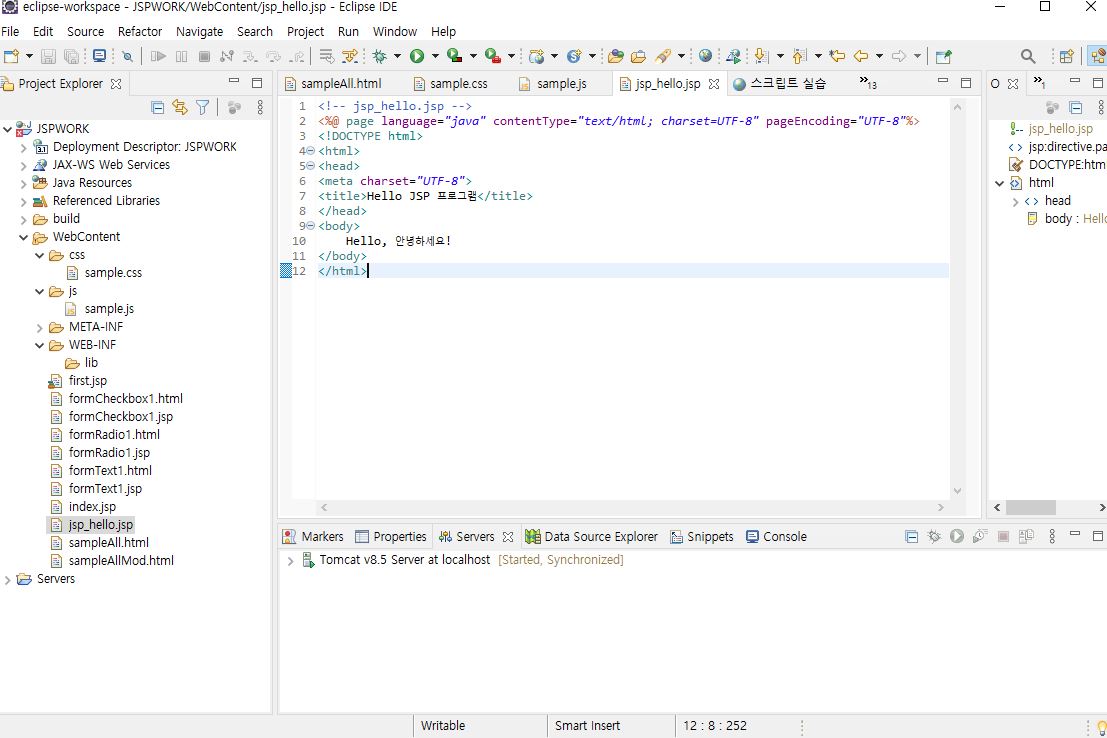 eclipse-workspace - JSPWORK/WebContent/jsp_hello.jsp - Eclipse IDE
File Edit Source Refactor Navigate Search Project Run Window Help
Project Explorer
sampleAll.html sample.css sample.js jsp_hello.jsp 스크립트 실습 »13
O »1
JSPWORK
Deployment Descriptor: JSPWORK
JAX-WS Web Services
Java Resources
Referenced Libraries
build
WebContent
css
sample.css
js
sample.js
META-INF
WEB-INF
lib
first.jsp
formCheckbox1.html
formCheckbox1.jsp
formRadio1.html
formRadio1.jsp
formText1.html
formText1.jsp
index.jsp
jsp_hello.jsp
sampleAll.html
sampleAllMod.html
Servers
1 <!-- jsp_hello.jsp -->
2 <%@ page language="java" contentType="text/html; charset=UTF-8" pageEncoding="UTF-8"%>
3 <!DOCTYPE html>
4 <html>
5 <head>
6 <meta charset="UTF-8">
7 <title>Hello JSP 프로그램</title>
8 </head>
9 <body>
10 Hello, 안녕하세요!
11 </body>
12 </html>
jsp_hello.jsp
jsp:directive.pa
DOCTYPE:htm
html
head
body : Hello
Markers Properties Servers Data Source Explorer Snippets Console
Tomcat v8.5 Server at localhost [Started, Synchronized]
Writable Smart Insert 12 : 8 : 252